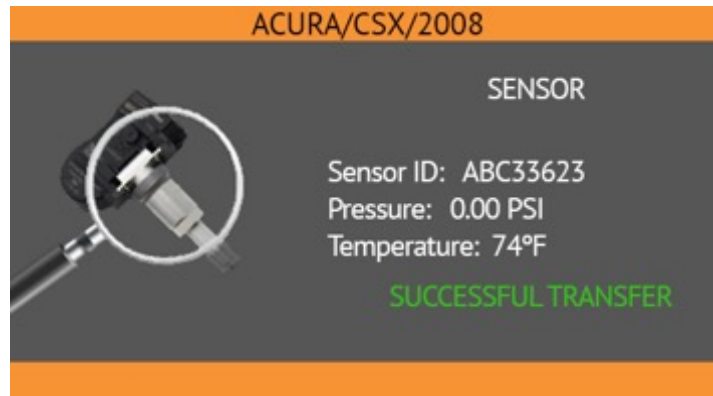 ACURA/CSX/2008
SENSOR
Sensor ID: ABC33623
Pressure: 0.00 PSI
Temperature: 74°F
SUCCESSFUL TRANSFER